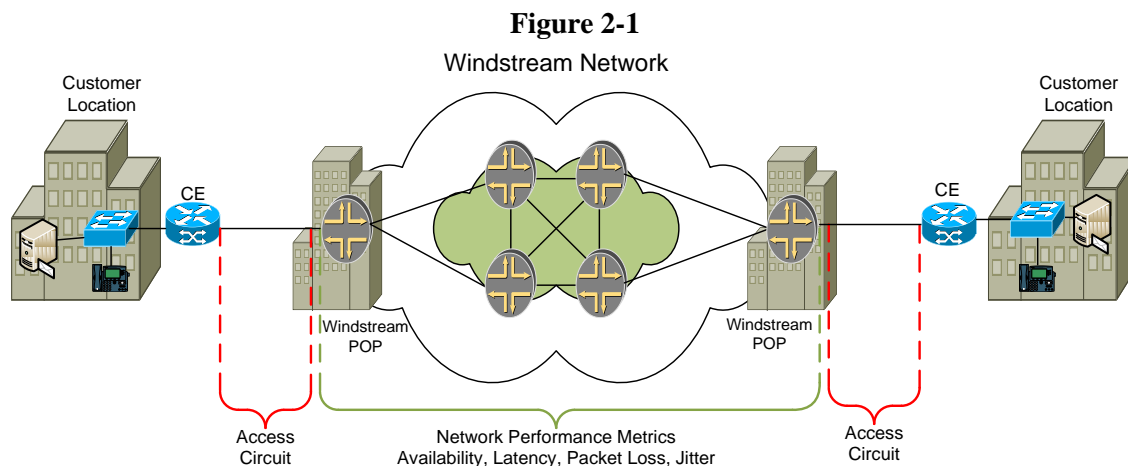 Figure 2-1
Windstream Network
Customer
Location
Customer
Location
CE
CE
Windstream
POP
Windstream
POP
Access
Circuit
Network Performance Metrics
Availability, Latency, Packet Loss, Jitter
Access
Circuit